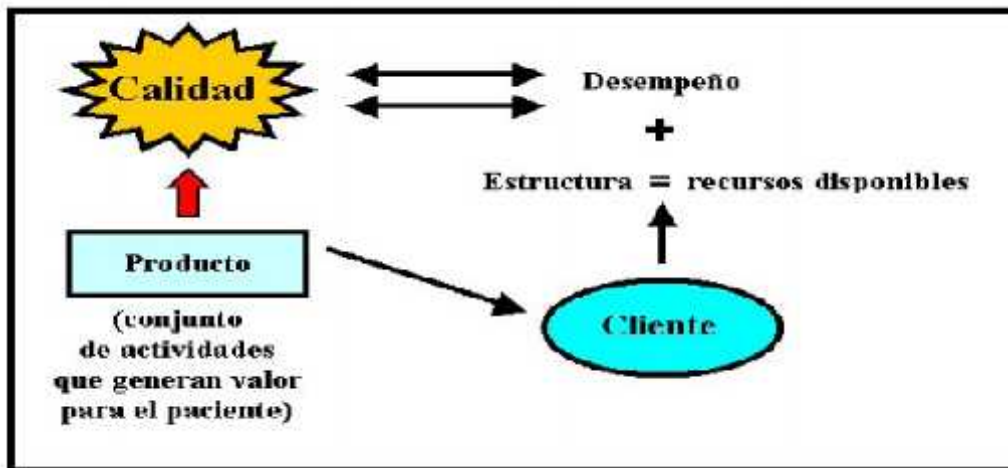 Calidad
Desempeño
+
Estructura = recursos disponibles
Producto
(conjunto
de actividades
que generan valor
para el paciente)
Cliente